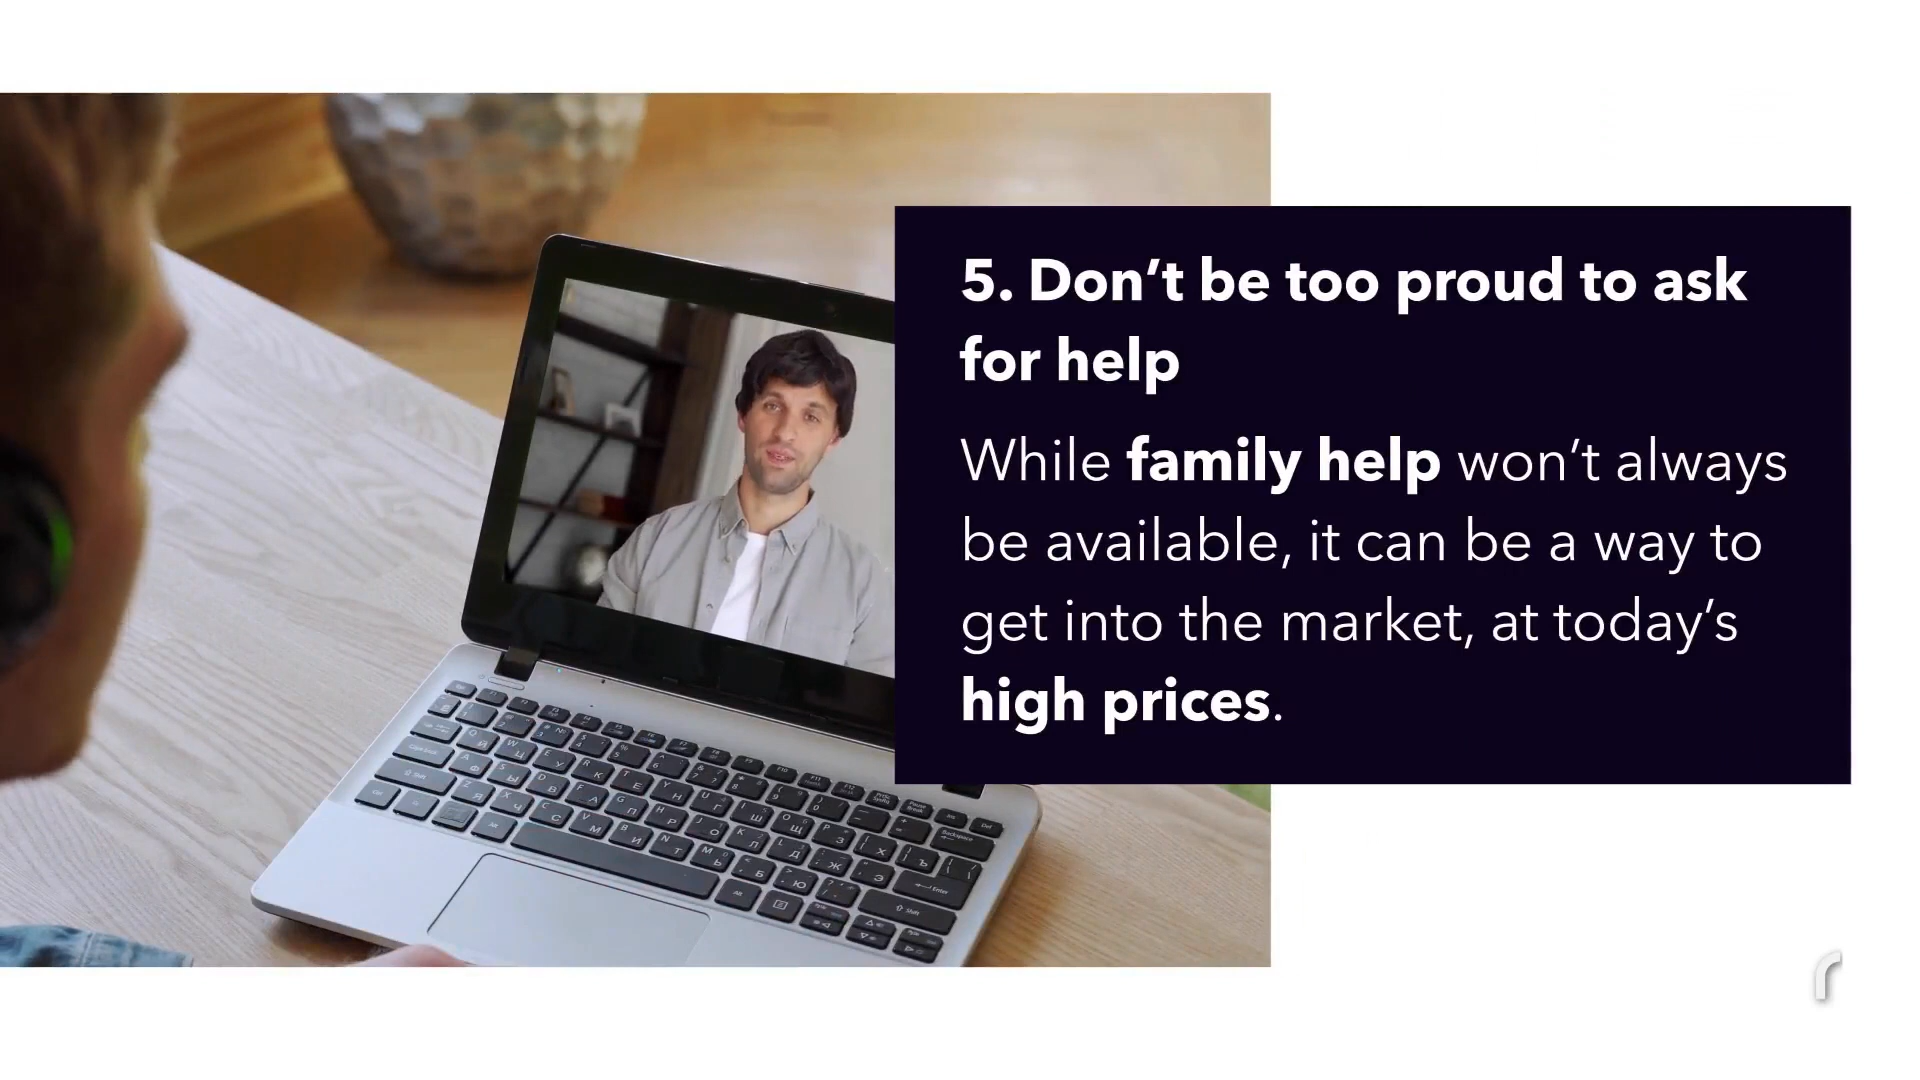 5. Don’t be too proud to ask
for help
While family help won’t always
be available, it can be a way to
get into the market, at today’s
high prices.